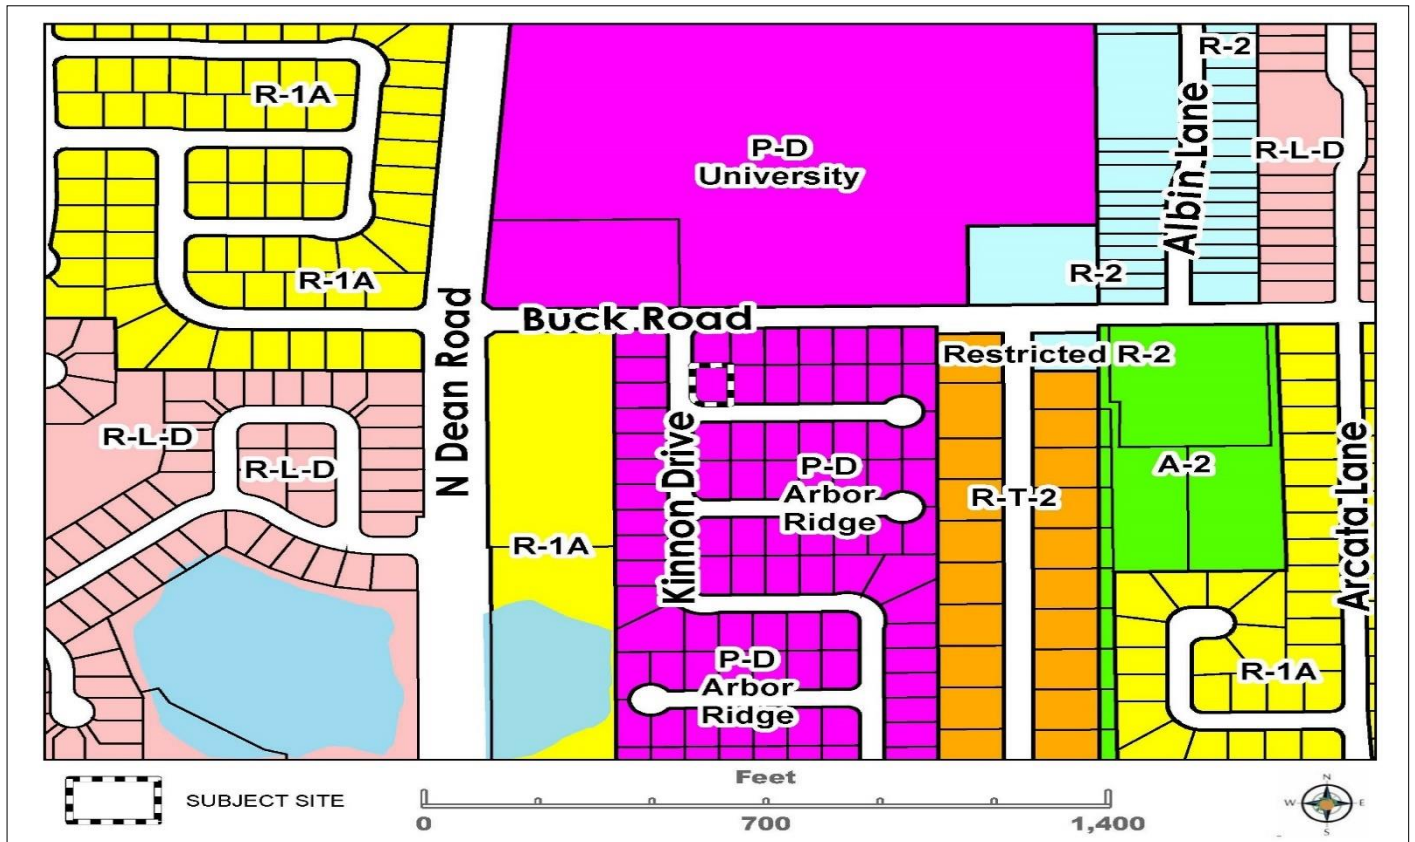 R-2
R-1A
P-D
University
R-L-D
Albin Lane
R-2
R-1A
N Dean Road
Buck Road
Restricted R-2
R-L-D
R-L-D
Kinnon Drive
P-D
Arbor
Ridge
R-T-2
A-2
Arcata Lane
R-1A
P-D
Arbor
Ridge
R-1A
SUBJECT SITE
Feet
0
700
1,400
N
W
E
S